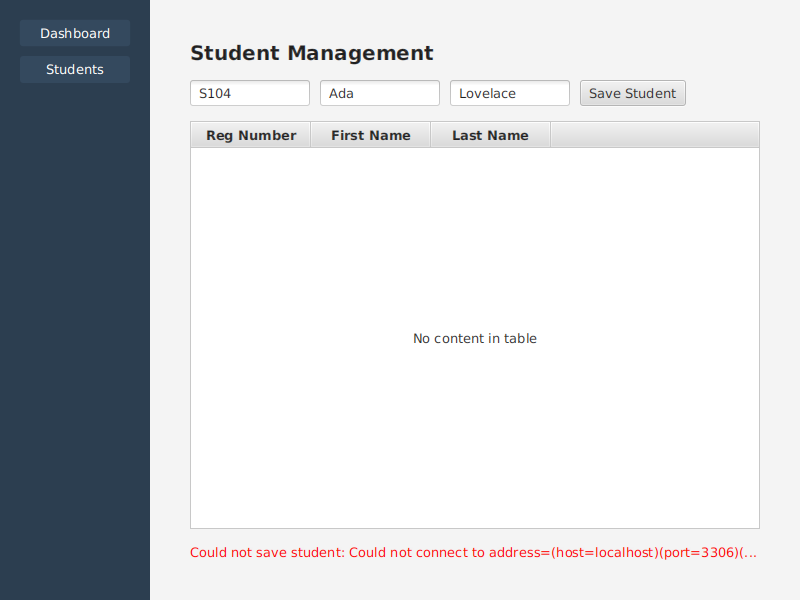 Dashboard
Students
Student Management
S104 Ada Lovelace Save Student
Reg Number First Name Last Name
No content in table
Could not save student: Could not connect to address=(host=localhost)(port=3306)(...